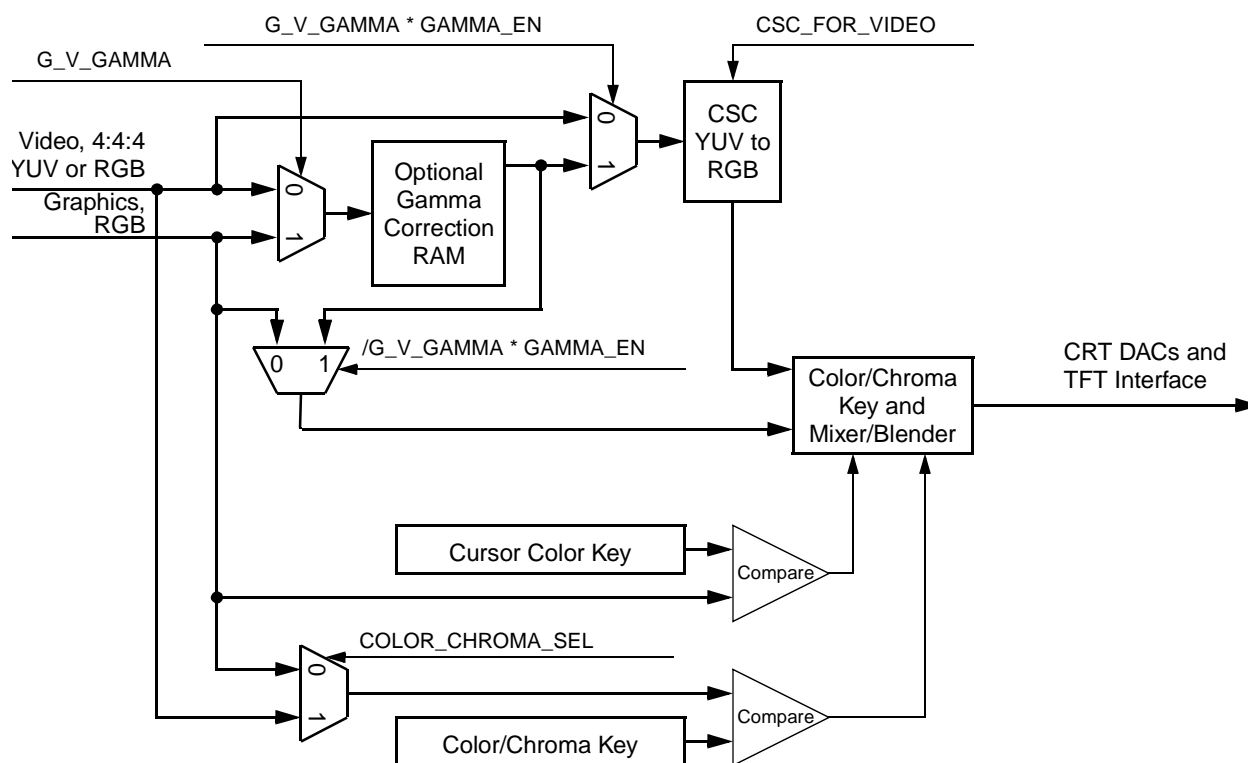 G_V_GAMMA * GAMMA_EN
CSC_FOR_VIDEO
G_V_GAMMA
Video, 4:4:4
YUV or RGB
Graphics,
RGB
0
1
Optional
Gamma
Correction
RAM
0
1
CSC
YUV to
RGB
0 1
/G_V_GAMMA * GAMMA_EN
Color/Chroma
Key and
Mixer/Blender
CRT DACs and
TFT Interface
Cursor Color Key
Compare
COLOR_CHROMA_SEL
0
1
Compare
Color/Chroma Key